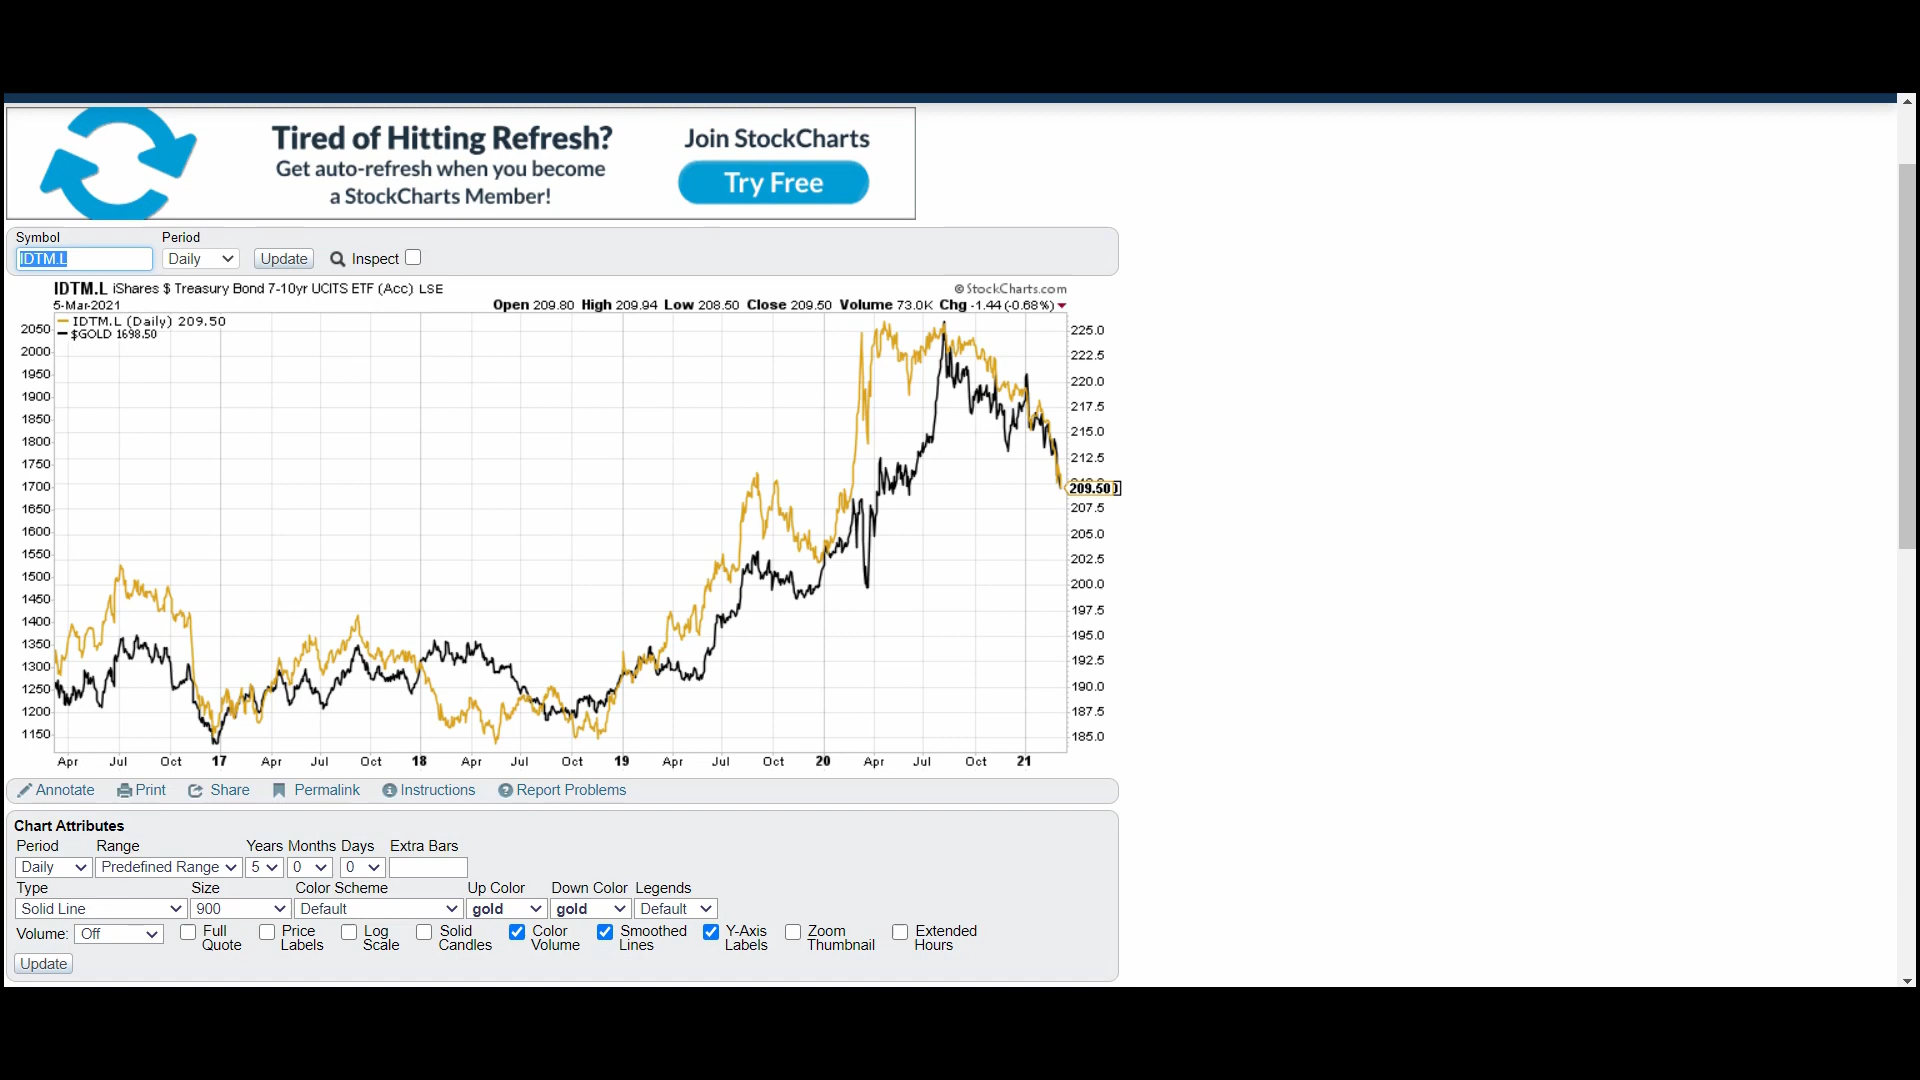 Tired of Hitting Refresh?
Get auto-refresh when you become
a StockCharts Member!
Join StockCharts
Try Free
Symbol Period
IDTM.L Daily Update Inspect
IDTM.L iShares $ Treasury Bond 7-10yr UCITS ETF (Acc) LSE
© StockCharts.com
5-Mar-2021
Open 209.80 High 209.94 Low 208.50 Close 209.50 Volume 73.0K Chg -1.44 (-0.68%)
IDTM.L (Daily) 209.50
$GOLD 1698.50
2050
2000
1950
1900
1850
1800
1750
1700
1650
1600
1550
1500
1450
1400
1350
1300
1250
1200
1150
225.0
222.5
220.0
217.5
215.0
212.5
209.50
207.5
205.0
202.5
200.0
197.5
195.0
192.5
190.0
187.5
185.0
Apr Jul Oct 17 Apr Jul Oct 18 Apr Jul Oct 19 Apr Jul Oct 20 Apr Jul Oct 21
Annotate Print Share Permalink Instructions Report Problems
Chart Attributes
Period Range Years Months Days Extra Bars
Daily Predefined Range 5 0 0
Type Size Color Scheme Up Color Down Color Legends
Solid Line 900 Default gold gold Default
Volume: Off Full Quote Price Labels Log Scale Solid Candles Color Volume Smoothed Lines Y-Axis Labels Zoom Thumbnail Extended Hours
Update